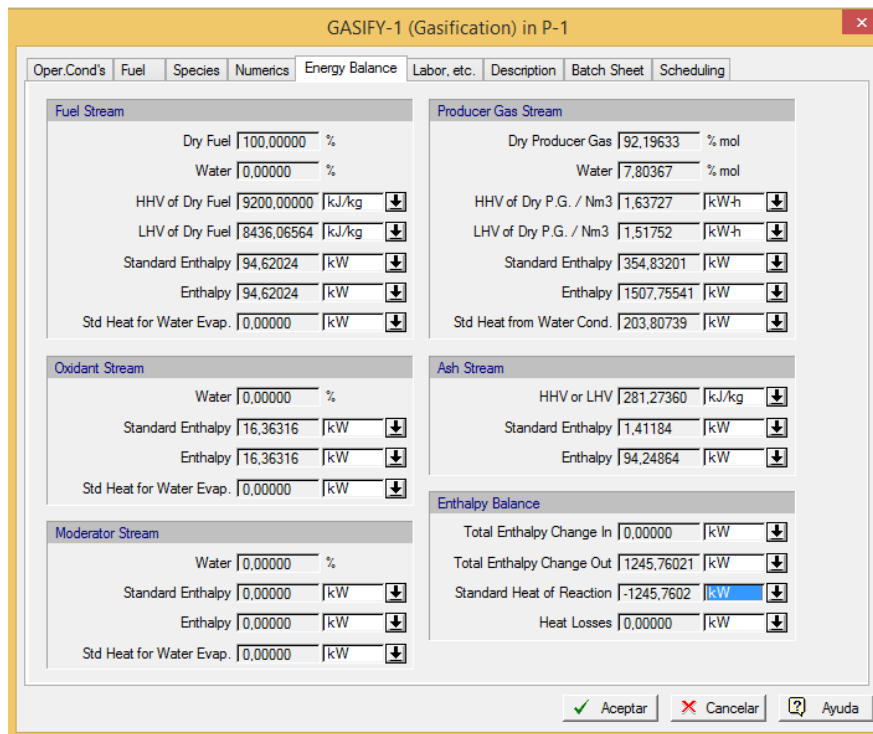 GASIFY-1 (Gasification) in P-1
Oper.Cond's Fuel Species Numerics Energy Balance Labor, etc. Description Batch Sheet Scheduling
Fuel Stream
Dry Fuel 100,00000 %
Water 0,00000 %
HHV of Dry Fuel 9200,00000 kJ/kg
LHV of Dry Fuel 8436,06564 kJ/kg
Standard Enthalpy 94,62024 kW
Enthalpy 94,62024 kW
Std Heat for Water Evap. 0,00000 kW
Oxidant Stream
Water 0,00000 %
Standard Enthalpy 16,36316 kW
Enthalpy 16,36316 kW
Std Heat for Water Evap. 0,00000 kW
Moderator Stream
Water 0,00000 %
Standard Enthalpy 0,00000 kW
Enthalpy 0,00000 kW
Std Heat for Water Evap. 0,00000 kW
Producer Gas Stream
Dry Producer Gas 92,19633 % mol
Water 7,80367 % mol
HHV of Dry P.G. / Nm3 1,63727 kW-h
LHV of Dry P.G. / Nm3 1,51752 kW-h
Standard Enthalpy 354,83201 kW
Enthalpy 1507,75541 kW
Std Heat from Water Cond. 203,80739 kW
Ash Stream
HHV or LHV 281,27360 kJ/kg
Standard Enthalpy 1,41184 kW
Enthalpy 94,24864 kW
Enthalpy Balance
Total Enthalpy Change In 0,00000 kW
Total Enthalpy Change Out 1245,76021 kW
Standard Heat of Reaction -1245,7602 kW
Heat Losses 0,00000 kW
Aceptar Cancelar Ayuda